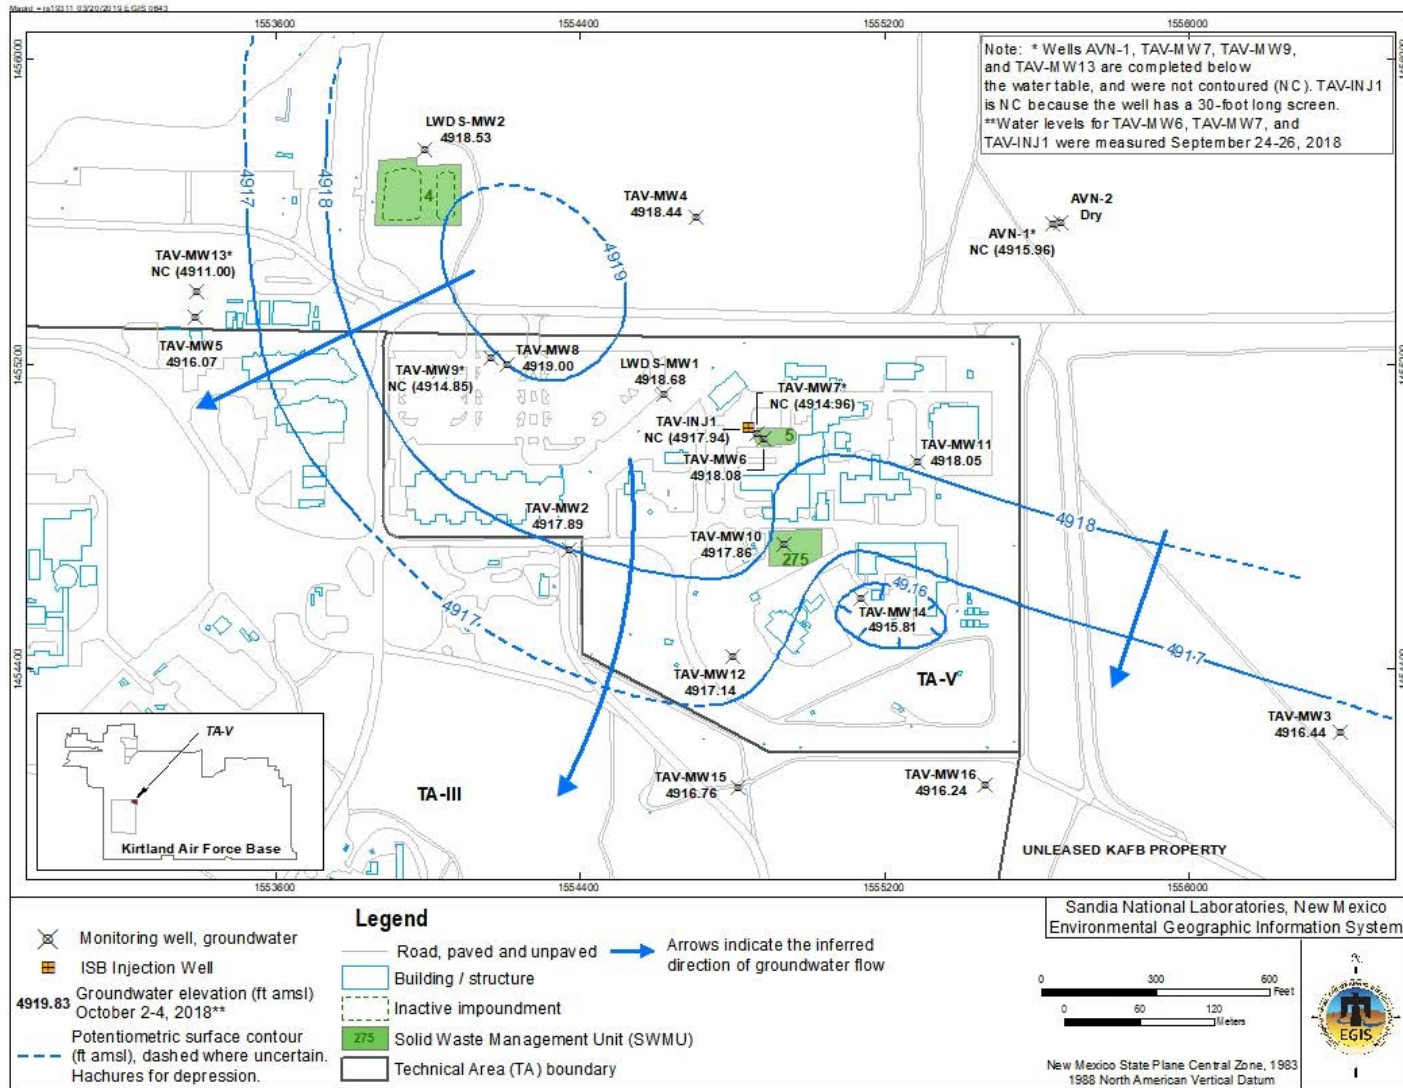 Mapid = ra19311 03/20/2019 EGIS 0843
1553600
1554400
1555200
1556000
1456000
1456000
Note: * Wells AVN-1, TAV-MW7, TAV-MW9,
and TAV-MW13 are completed below
the water table, and were not contoured (NC). TAV-INJ1
is NC because the well has a 30-foot long screen.
**Water levels for TAV-MW6, TAV-MW7, and
TAV-INJ1 were measured September 24-26, 2018
LWDS-MW2
4918.53
4917
4918
4
TAV-MW4
4918.44
AVN-2
Dry
AVN-1*
NC (4915.96)
4919
TAV-MW13*
NC (4911.00)
TAV-MW5
4916.07
1455200
1455200
TAV-MW8
4919.00
TAV-MW9*
NC (4914.85)
LWDS-MW1
4918.68
TAV-MW7*
NC (4914.96)
TAV-INJ1
NC (4917.94)
5
TAV-MW6
4918.08
TAV-MW11
4918.05
TAV-MW2
4917.89
4918
TAV-MW10
4917.86
275
4917
4916
TAV-MW14
4915.81
4917
1454400
1454400
TAV-MW12
4917.14
TA-V
TAV-MW3
4916.44
TAV-MW15
4916.76
TAV-MW16
4916.24
TA-III
TA-V
Kirtland Air Force Base
UNLEASED KAFB PROPERTY
1553600
1554400
1555200
1556000
Legend
Monitoring well, groundwater
ISB Injection Well
4919.83 Groundwater elevation (ft amsl)
October 2-4, 2018**
Potentiometric surface contour
(ft amsl), dashed where uncertain.
Hachures for depression.
Road, paved and unpaved
Building / structure
Inactive impoundment
275 Solid Waste Management Unit (SWMU)
Technical Area (TA) boundary
Arrows indicate the inferred
direction of groundwater flow
Sandia National Laboratories, New Mexico
Environmental Geographic Information System
0 300 600
Feet
0 60 120
Meters
EGIS
New Mexico State Plane Central Zone, 1983
1988 North American Vertical Datum